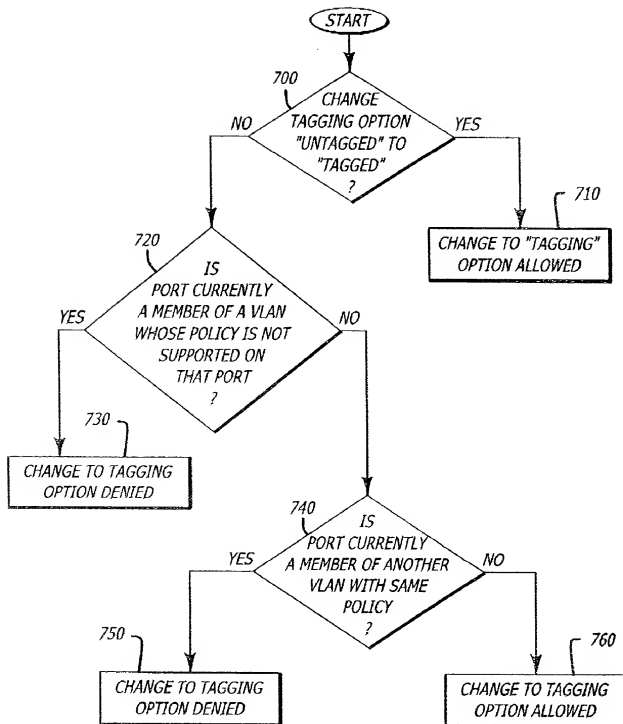 START
700
CHANGE
TAGGING OPTION
"UNTAGGED" TO
"TAGGED"
?
NO
YES
710
CHANGE TO "TAGGING"
OPTION ALLOWED
720
IS
PORT CURRENTLY
A MEMBER OF A VLAN
WHOSE POLICY IS NOT
SUPPORTED ON
THAT PORT
?
YES
NO
730
CHANGE TO TAGGING
OPTION DENIED
740
IS
PORT CURRENTLY
A MEMBER OF ANOTHER
VLAN WITH SAME
POLICY
?
YES
NO
750
CHANGE TO TAGGING
OPTION DENIED
760
CHANGE TO TAGGING
OPTION ALLOWED